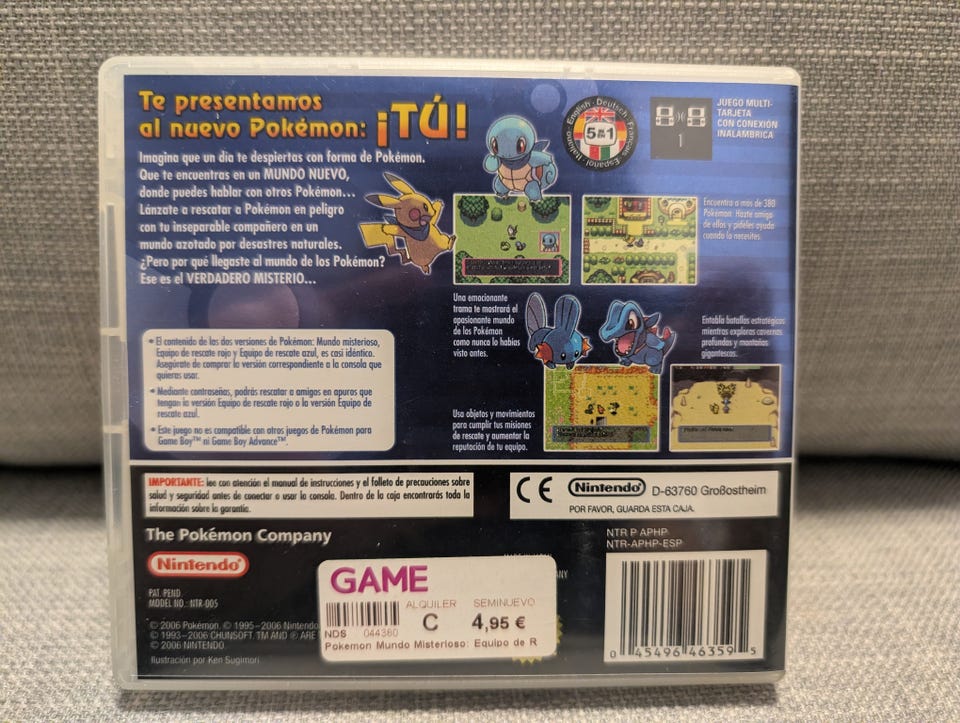 Te presentamos
al nuevo Pokémon: ¡TÚ!
Imagina que un día te despiertas con forma de Pokémon.
Que te encuentras en un MUNDO NUEVO,
donde puedes hablar con otros Pokémon...
Lánzate a rescatar a Pokémon en peligro
con tu inseparable compañero en un
mundo azotado por desastres naturales.
¿Pero por qué llegaste al mundo de los Pokémon?
Ese es el VERDADERO MISTERIO...
English · Deutsch · Français · Español · Italiano
5 en 1
1
JUEGO MULTI-
TARJETA
CON CONEXIÓN
INALÁMBRICA
Encuentra a más de 380
Pokémon. Hazte amigo
de ellos y pídeles ayuda
cuando lo necesites.
Una emocionante
trama te mostrará el
apasionante mundo
de los Pokémon
como nunca lo habías
visto antes.
Entabla batallas estratégicas
mientras exploras cavernas
profundas y montañas
gigantescas.
Usa objetos y movimientos
para cumplir tus misiones
de rescate y aumentar la
reputación de tu equipo.
• El contenido de las dos versiones de Pokémon: Mundo misterioso,
Equipo de rescate rojo y Equipo de rescate azul, es casi idéntico.
Asegúrate de comprar la versión correspondiente a la consola que
quieras usar.
• Mediante contraseñas, podrás rescatar a amigos en apuros que
tengan la versión Equipo de rescate rojo o la versión Equipo de
rescate azul.
• Este juego no es compatible con otros juegos de Pokémon para
Game Boy™ ni Game Boy Advance™.
IMPORTANTE: lee con atención el manual de instrucciones y el folleto de precauciones sobre
salud y seguridad antes de conectar o usar la consola. Dentro de la caja encontrarás toda la
información sobre la garantía.
CE Nintendo® D-63760 Großostheim
POR FAVOR, GUARDA ESTA CAJA.
The Pokémon Company
Nintendo®
PAT. PEND.
MODEL NO.: NTR-005
© 2006 Pokémon. © 1995–2006 Nintendo
© 1993–2006 CHUNSOFT. TM AND ® ARE
© 2006 NINTENDO.
Ilustración por Ken Sugimori
NTR P APHP
NTR-APHP-ESP
GAME
ALQUILER SEMINUEVO
C 4,95 €
NDS 044360
Pokemon Mundo Misterioso: Equipo de R
0 45496 46359 5